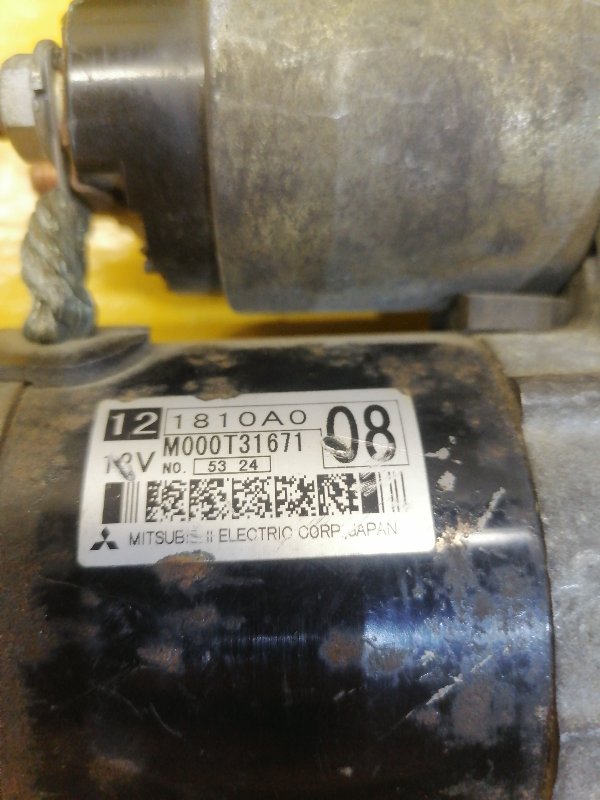 12 1810A0 08
M000T31671
12V NO. 53 24
MITSUBISHI ELECTRIC CORP. JAPAN